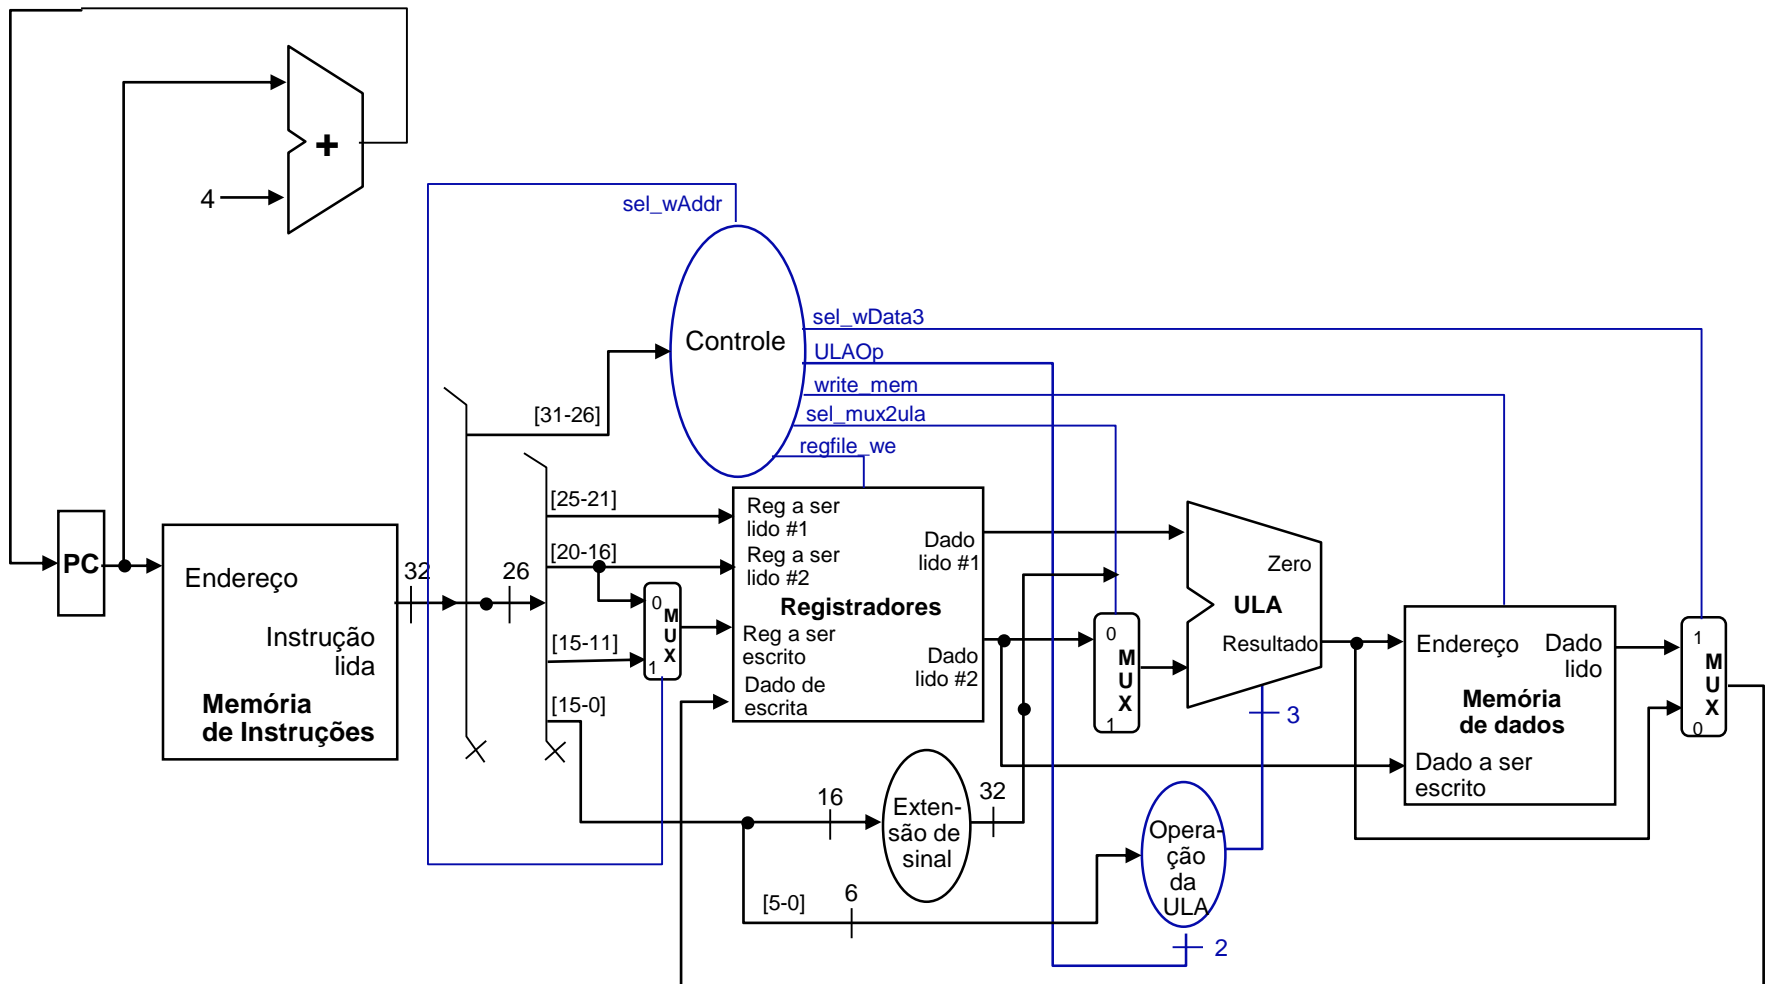 +
4
sel_wAddr
Controle
sel_wData3
ULAOp
write_mem
sel_mux2ula
regfile_we
[31-26]
[25-21]
[20-16]
[15-11]
[15-0]
PC
Endereço
Instrução
lida
Memória
de Instruções
32
26
0
M
U
X
1
Reg a ser
lido #1
Reg a ser
lido #2
Registradores
Reg a ser
escrito
Dado de
escrita
Dado
lido #1
Dado
lido #2
0
M
U
X
1
Zero
ULA
Resultado
3
Endereço
Dado
lido
Memória
de dados
Dado a ser
escrito
1
M
U
X
0
16
Exten-
são de
sinal
32
[5-0]
6
Opera-
ção
da
ULA
2